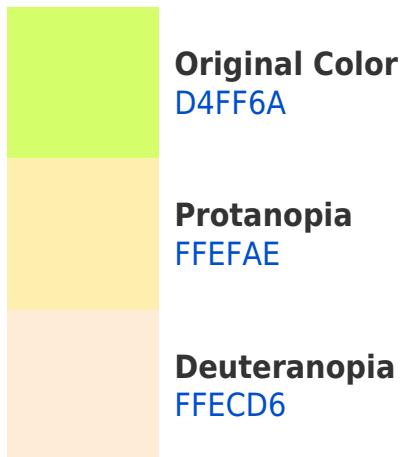 Original Color
D4FF6A
Protanopia
FFEFAE
Deuteranopia
FFECD6